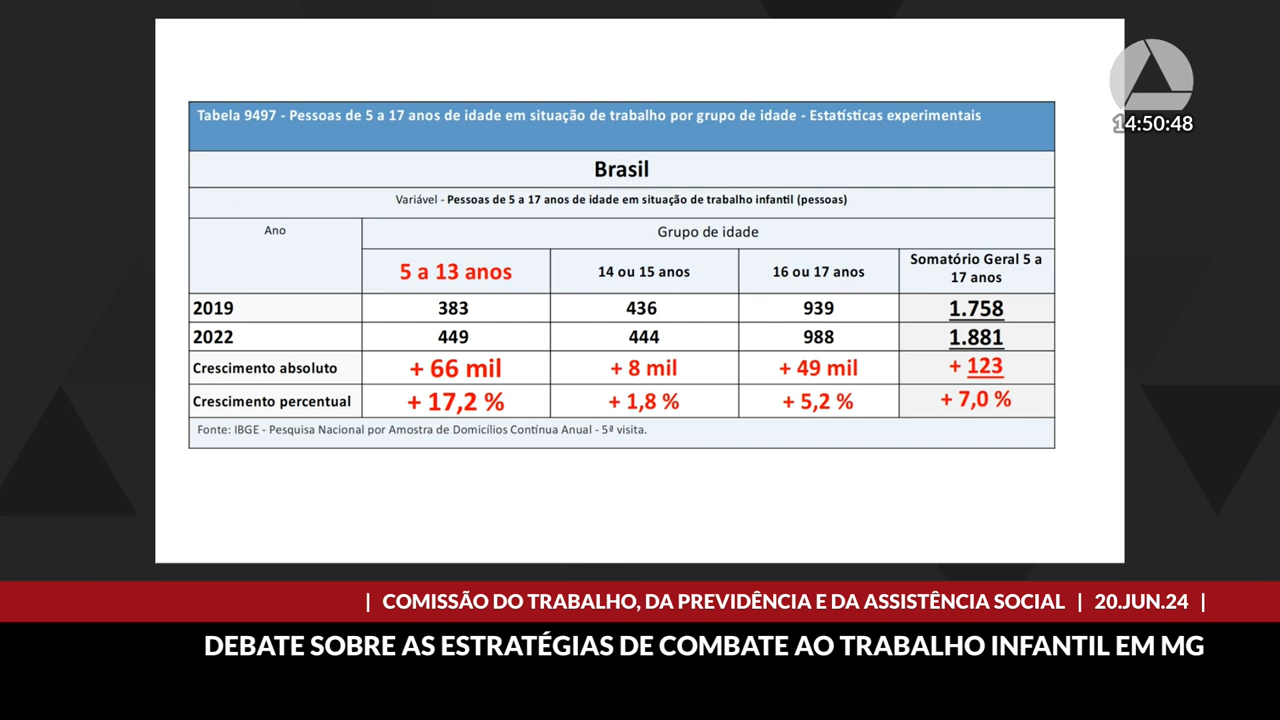 14:50:48
Tabela 9497 - Pessoas de 5 a 17 anos de idade em situação de trabalho por grupo de idade - Estatísticas experimentais
Brasil
Variável - Pessoas de 5 a 17 anos de idade em situação de trabalho infantil (pessoas)
Ano
Grupo de idade
5 a 13 anos
14 ou 15 anos
16 ou 17 anos
Somatório Geral 5 a
17 anos
2019 383 436 939 1.758
2022 449 444 988 1.881
Crescimento absoluto + 66 mil + 8 mil + 49 mil + 123
Crescimento percentual + 17,2 % + 1,8 % + 5,2 % + 7,0 %
Fonte: IBGE - Pesquisa Nacional por Amostra de Domicílios Contínua Anual - 5ª visita.
| COMISSÃO DO TRABALHO, DA PREVIDÊNCIA E DA ASSISTÊNCIA SOCIAL | 20.JUN.24 |
DEBATE SOBRE AS ESTRATÉGIAS DE COMBATE AO TRABALHO INFANTIL EM MG